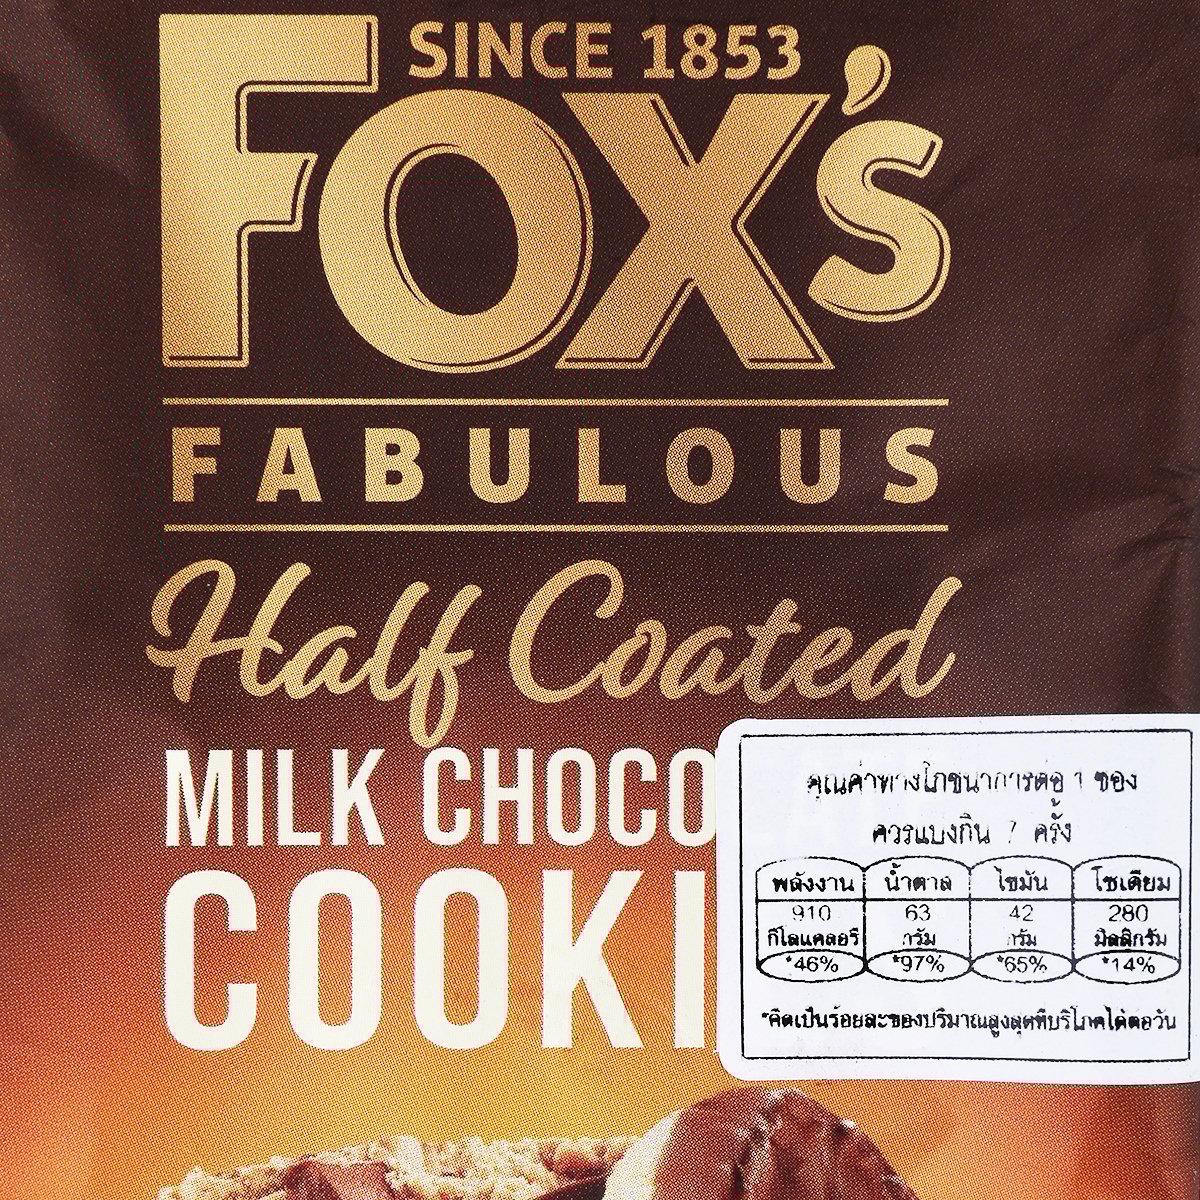 SINCE 1853
FOX'S
FABULOUS
Half Coated
MILK CHOCO
COOKI
คุณค่าทางโภชนาการต่อ 1 ซอง
ควรแบ่งกิน 7 ครั้ง
พลังงาน น้ำตาล ไขมัน โซเดียม
910 63 42 280
กิโลแคลอรี กรัม กรัม มิลลิกรัม
*46% *97% *65% *14%
*คิดเป็นร้อยละของปริมาณสูงสุดที่บริโภคได้ต่อวัน